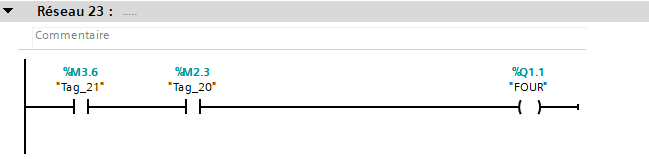 Réseau 23 : .....
Commentaire
%M3.6 %M2.3 %Q1.1
"Tag_21" "Tag_20" "FOUR"